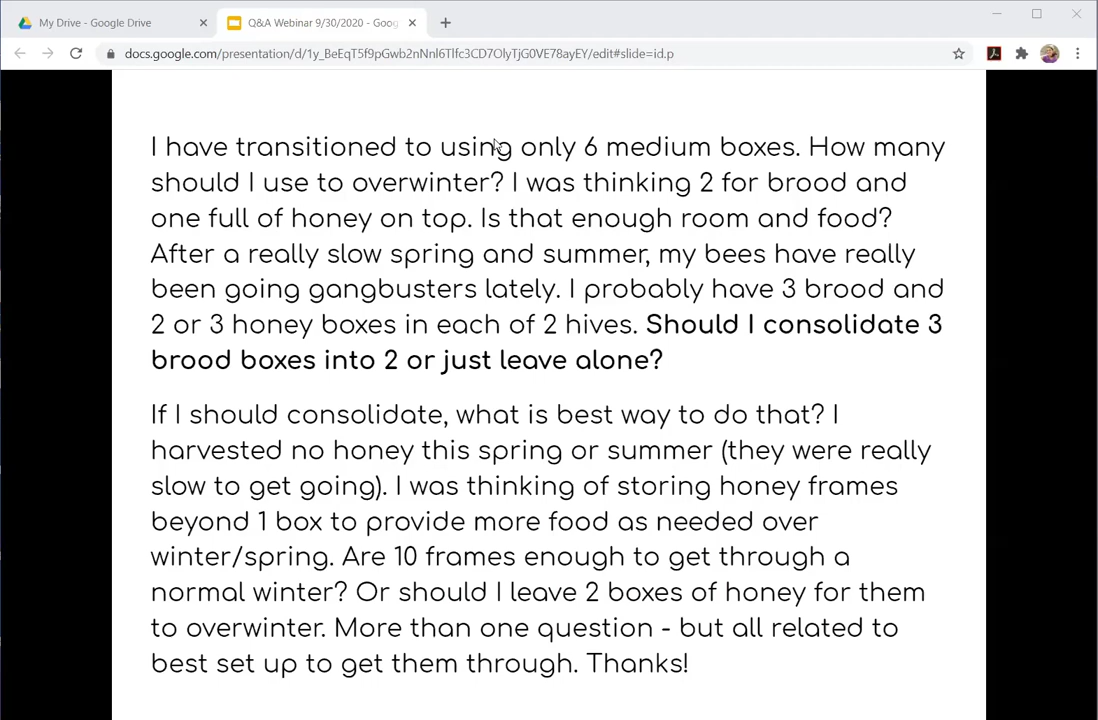 My Drive - Google Drive
Q&A Webinar 9/30/2020 - Goog
docs.google.com/presentation/d/1y_BeEqT5f9pGwb2nNnl6Tlfc3CD7OlyTjG0VE78ayEY/edit#slide=id.p
I have transitioned to using only 6 medium boxes. How many
should I use to overwinter? I was thinking 2 for brood and
one full of honey on top. Is that enough room and food?
After a really slow spring and summer, my bees have really
been going gangbusters lately. I probably have 3 brood and
2 or 3 honey boxes in each of 2 hives. Should I consolidate 3
brood boxes into 2 or just leave alone?
If I should consolidate, what is best way to do that? I
harvested no honey this spring or summer (they were really
slow to get going). I was thinking of storing honey frames
beyond 1 box to provide more food as needed over
winter/spring. Are 10 frames enough to get through a
normal winter? Or should I leave 2 boxes of honey for them
to overwinter. More than one question - but all related to
best set up to get them through. Thanks!